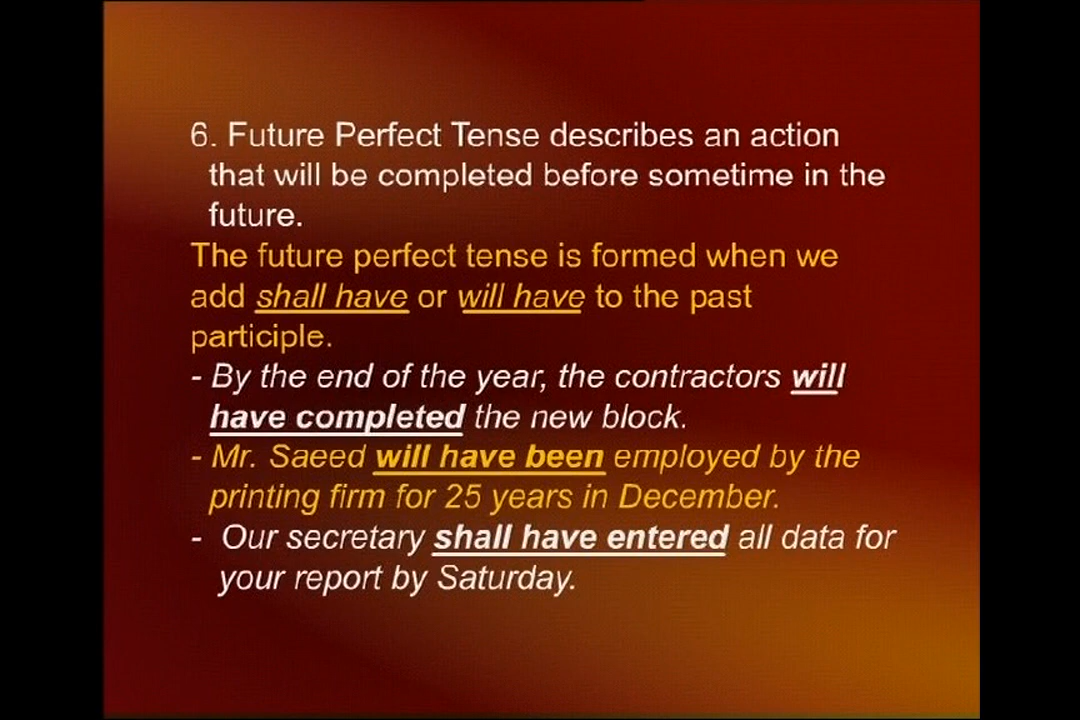 6. Future Perfect Tense describes an action
that will be completed before sometime in the
future.
The future perfect tense is formed when we
add shall have or will have to the past
participle.
- By the end of the year, the contractors will
have completed the new block.
- Mr. Saeed will have been employed by the
printing firm for 25 years in December.
- Our secretary shall have entered all data for
your report by Saturday.